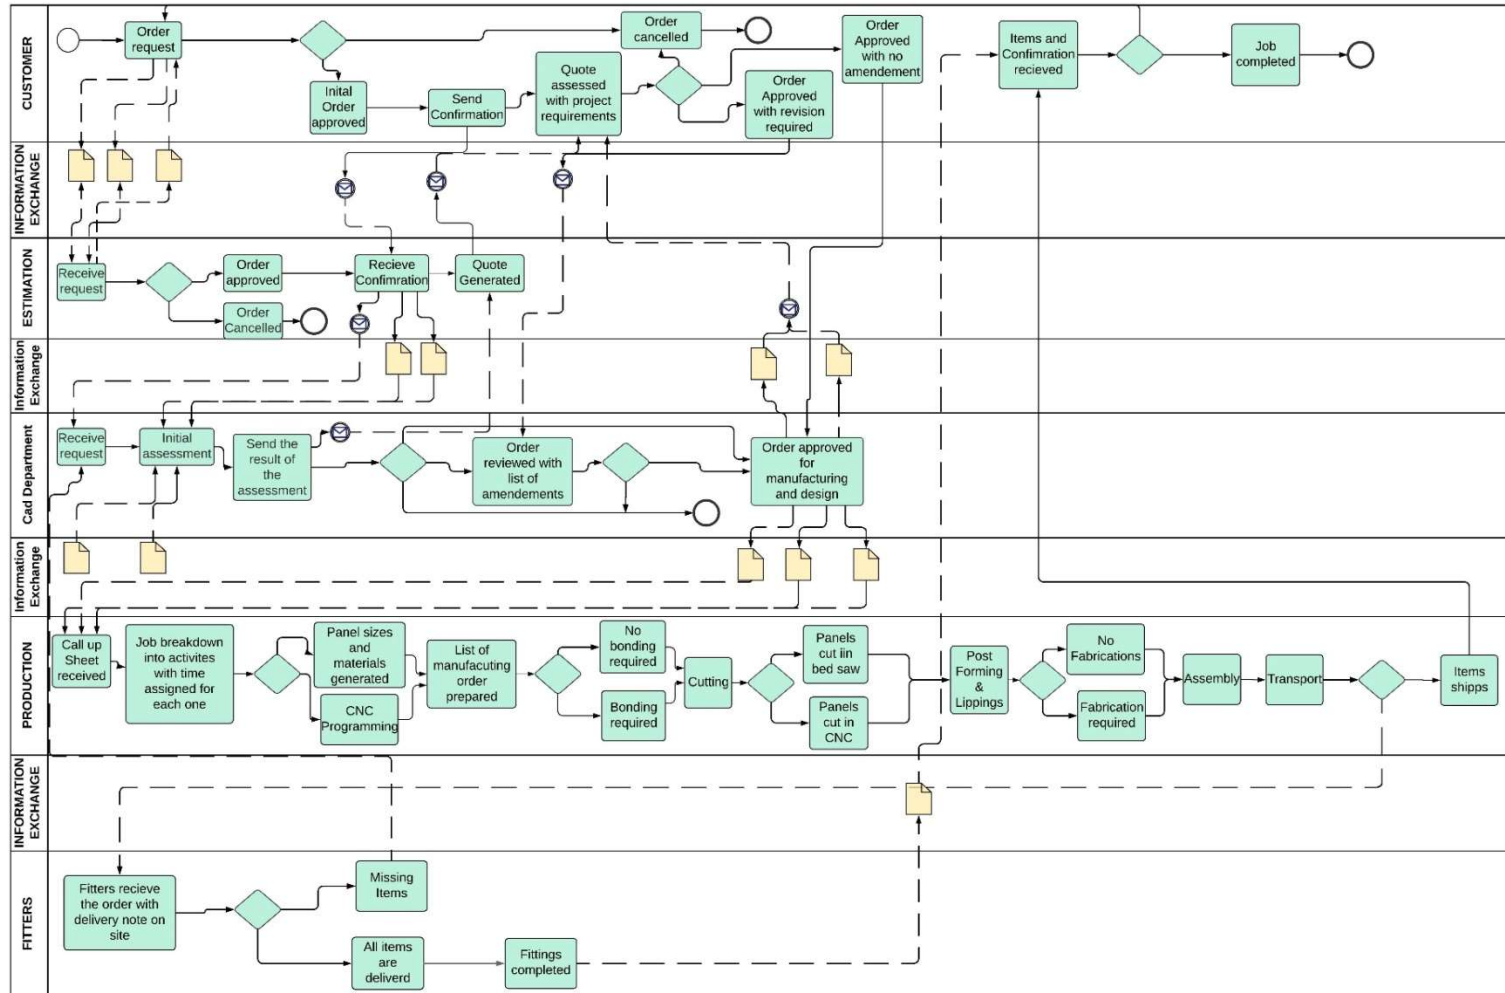 CUSTOMER
Order
request
Inital
Order
approved
Send
Confirmation
Quote
assessed
with project
requirements
Order
cancelled
Order
Approved
with revision
required
Order
Approved
with no
amendement
Items and
Confimration
recieved
Job
completed
INFORMATION
EXCHANGE
ESTIMATION
Receive
request
Order
approved
Order
Cancelled
Recieve
Confimration
Quote
Generated
Information
Exchange
Cad Department
Receive
request
Initial
assessment
Send the
result of
the
assessment
Order
reviewed with
list of
amendements
Order approved
for
manufacturing
and design
Information
Exchange
PRODUCTION
Call up
Sheet
received
Job breakdown
into activites
with time
assigned for
each one
Panel sizes
and
materials
generated
CNC
Programming
List of
manufacuting
order
prepared
No
bonding
required
Bonding
required
Cutting
Panels
cut iin
bed saw
Panels
cut in
CNC
Post
Forming
&
Lippings
No
Fabrications
Fabrication
required
Assembly
Transport
Items
shipps
INFORMATION
EXCHANGE
FITTERS
Fitters recieve
the order with
delivery note on
site
Missing
Items
All items
are
deliverd
Fittings
completed